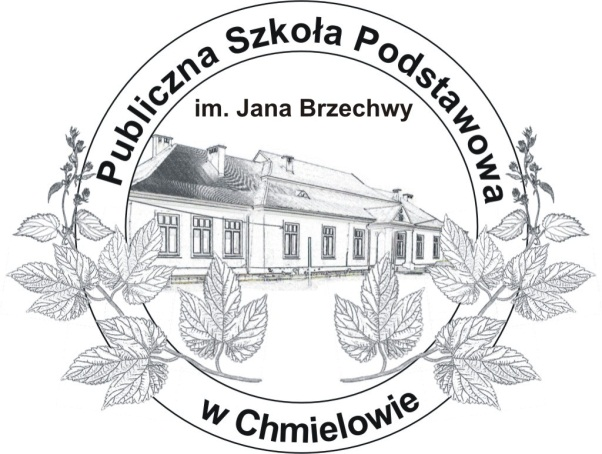 Publiczna Szkoła Podstawowa
im. Jana Brzechwy
w Chmielowie